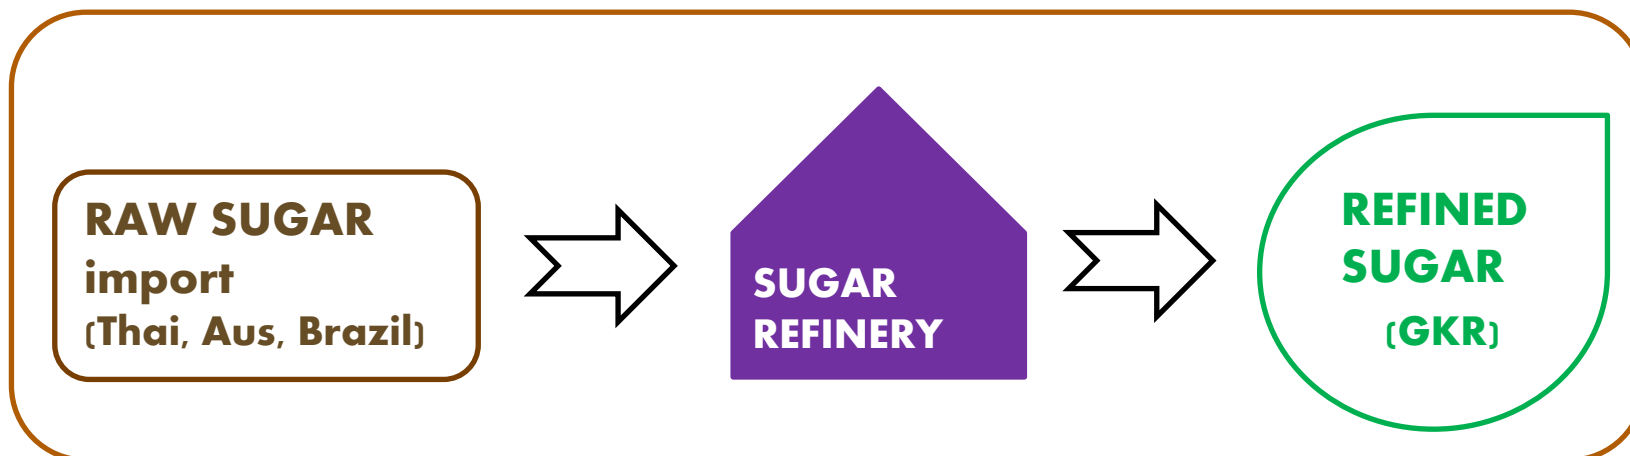 RAW SUGAR
import
(Thai, Aus, Brazil)
SUGAR
REFINERY
REFINED
SUGAR
(GKR)